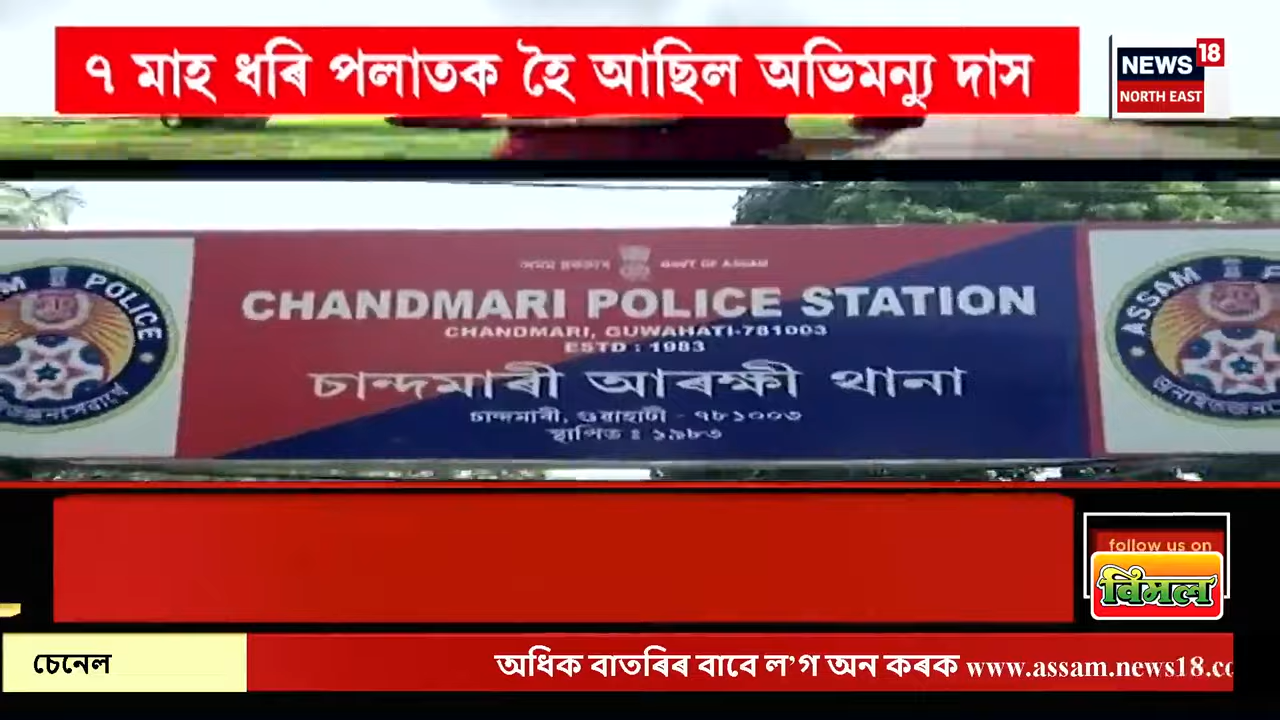 ৭ মাহ ধৰি পলাতক হৈ আছিল অভিমন্যু দাস
NEWS 18
NORTH EAST
অসম চৰকাৰ GOVT OF ASSAM
CHANDMARI POLICE STATION
CHANDMARI, GUWAHATI-781003
ESTD : 1983
চান্দমাৰী আৰক্ষী থানা
চান্দমাৰী, গুৱাহাটী - ৭৮১০০৩
স্থাপিত : ১৯৮৩
POLICE
ASSAM
follow us on
विमल
চেনেল
অধিক বাতৰিৰ বাবে ল'গ অন কৰক www.assam.news18.co